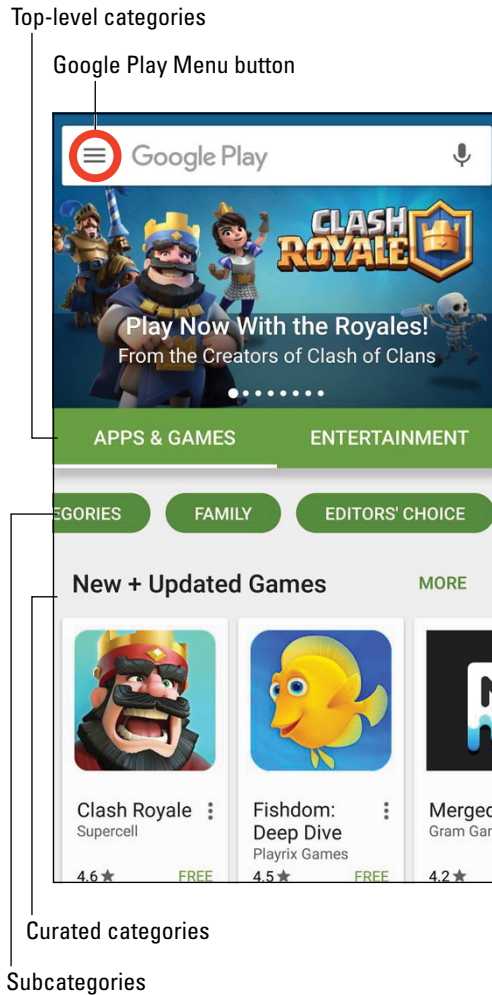 Top-level categories
Google Play Menu button
Google Play
CLASH
ROYALE
Play Now With the Royales!
From the Creators of Clash of Clans
APPS & GAMES
ENTERTAINMENT
EGORIES
FAMILY
EDITORS' CHOICE
New + Updated Games
MORE
Clash Royale
Supercell
4.6★
FREE
Fishdom:
Deep Dive
Playrix Games
4.5★
FREE
Merged
Gram Gar
4.2★
Curated categories
Subcategories